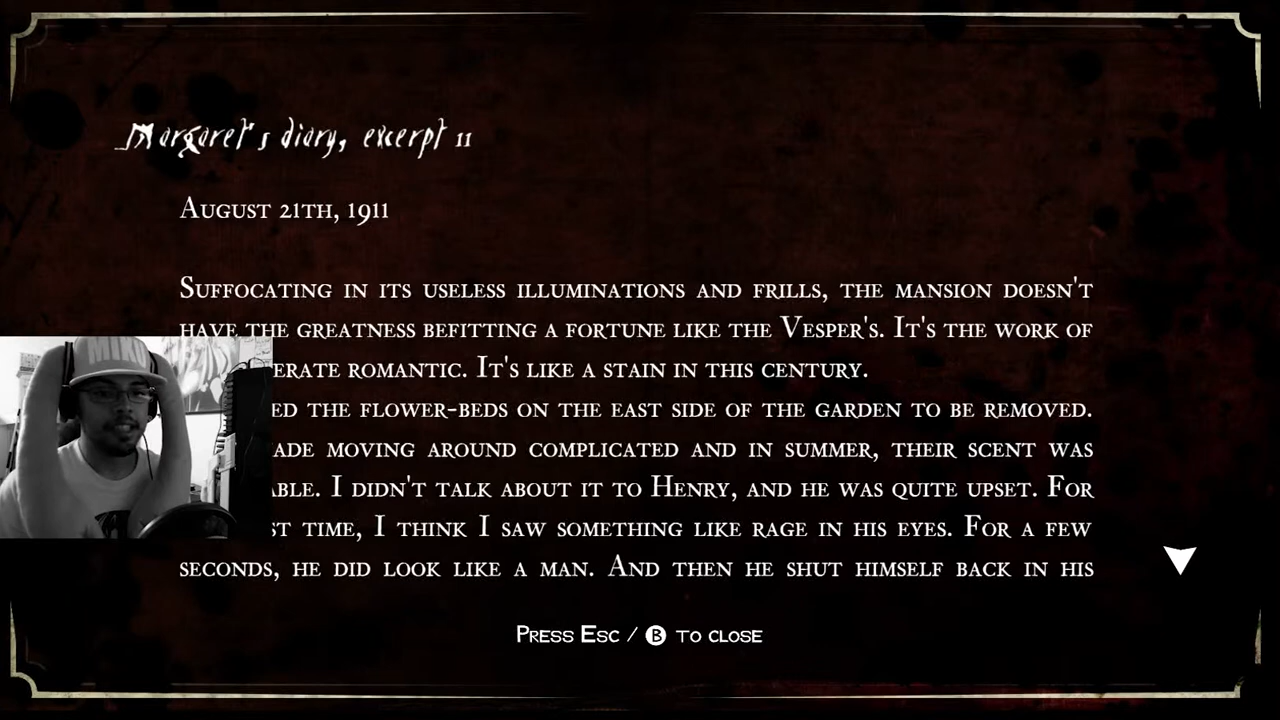 Margaret's diary, excerpt 11
August 21th, 1911
Suffocating in its useless illuminations and frills, the mansion doesn't
have the greatness befitting a fortune like the Vesper's. It's the work of
romantic. It's like a stain in this century.
the flower-beds on the east side of the garden to be removed.
moving around complicated and in summer, their scent was
I didn't talk about it to Henry, and he was quite upset. For
time, I think I saw something like rage in his eyes. For a few
seconds, he did look like a man. And then he shut himself back in his
Press Esc / B to close